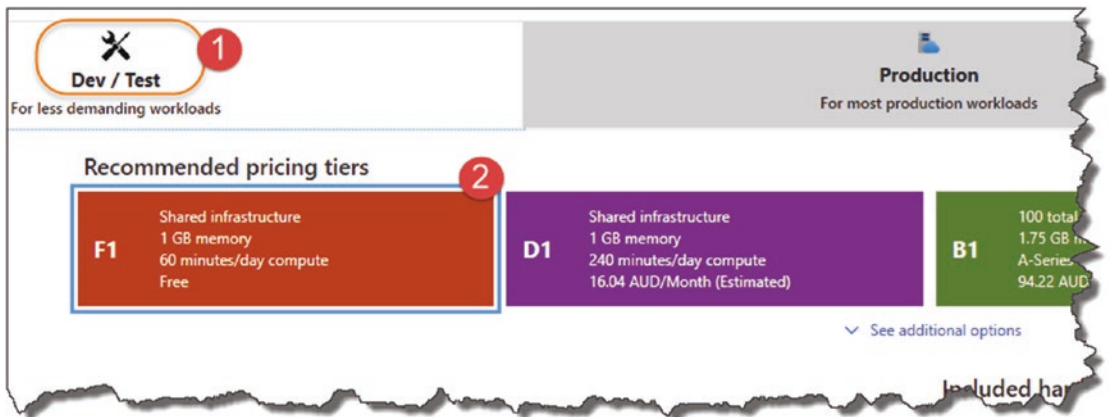 1
Dev / Test
For less demanding workloads
Production
For most production workloads
Recommended pricing tiers
2
F1
Shared infrastructure
1 GB memory
60 minutes/day compute
Free
D1
Shared infrastructure
1 GB memory
240 minutes/day compute
16.04 AUD/Month (Estimated)
B1
100 total
1.75 GB
A-Series
94.22 AUD
See additional options
Included